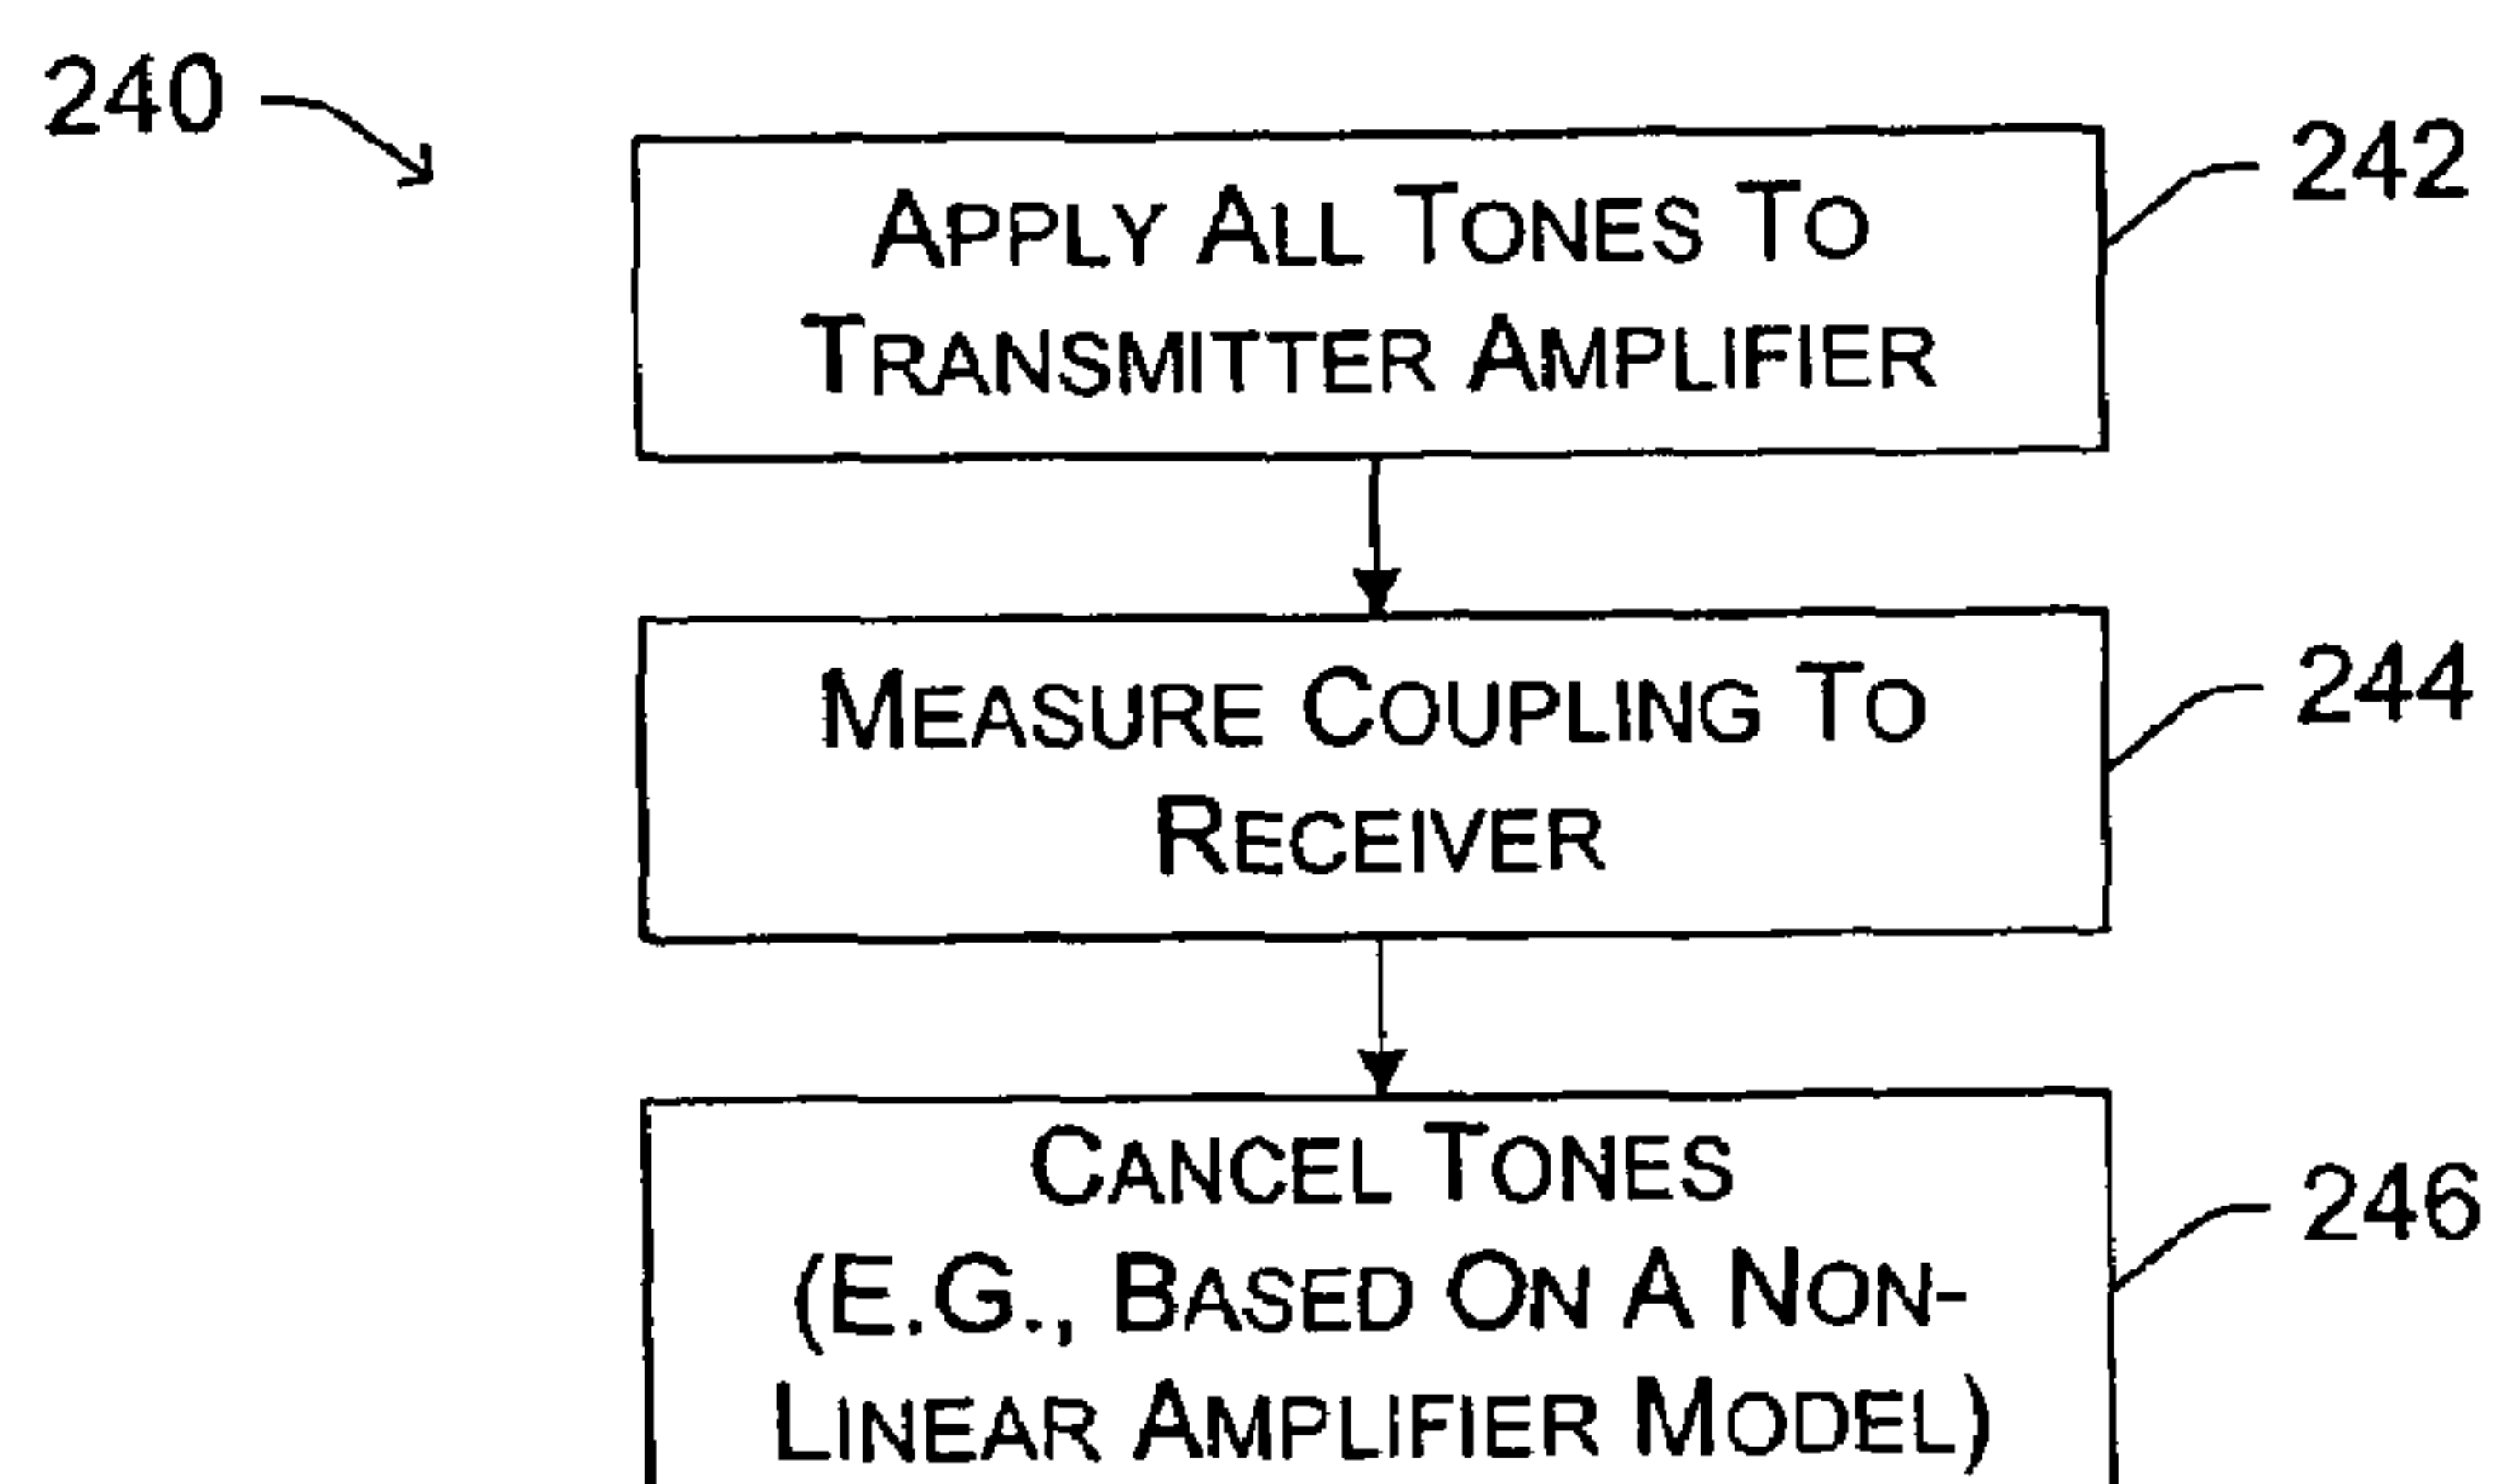 240
APPLY ALL TONES TO
TRANSMITTER AMPLIFIER
242
MEASURE COUPLING TO
RECEIVER
244
CANCEL TONES
(E.G., BASED ON A NON-
LINEAR AMPLIFIER MODEL)
246